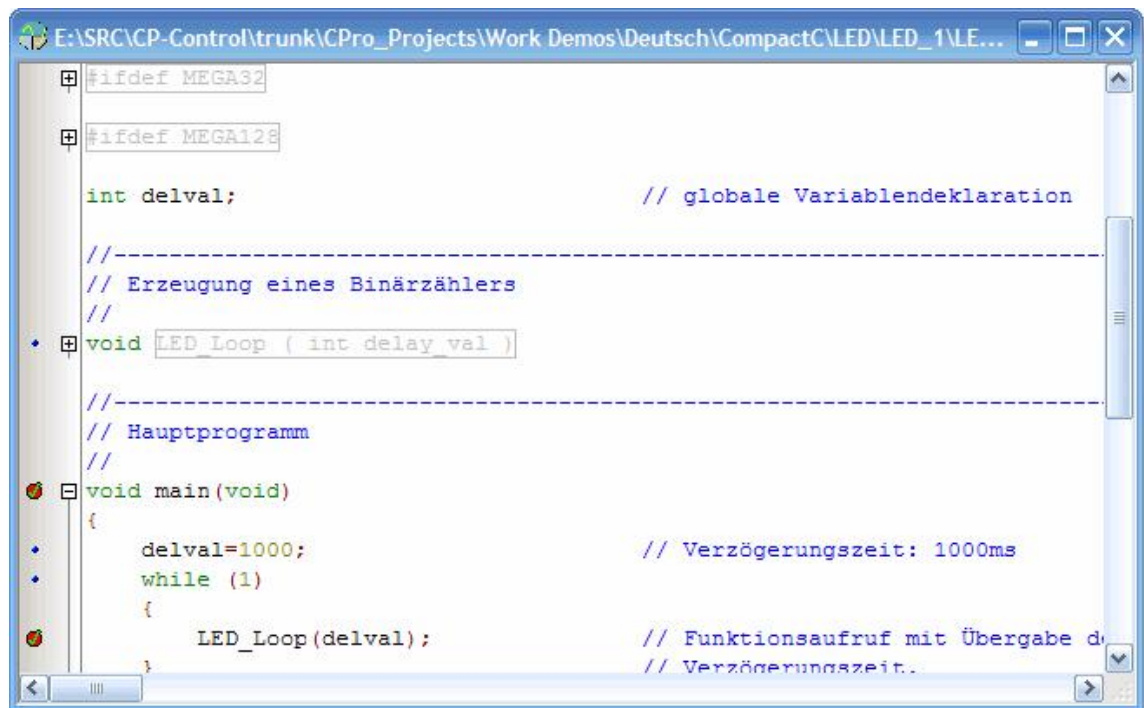 E:\SRC\CP-Control\trunk\CPro_Projects\Work Demos\Deutsch\CompactC\LED\LED_1\LE...
#ifdef MEGA32
#ifdef MEGA128
int delval; // globale Variablendeklaration
//------------------------------------------------------------------------
// Erzeugung eines Binärzählers
//
void LED_Loop ( int delay_val )
//------------------------------------------------------------------------
// Hauptprogramm
//
void main(void)
{
delval=1000; // Verzögerungszeit: 1000ms
while (1)
{
LED_Loop(delval); // Funktionsaufruf mit Übergabe d
} // Verzögerungszeit.